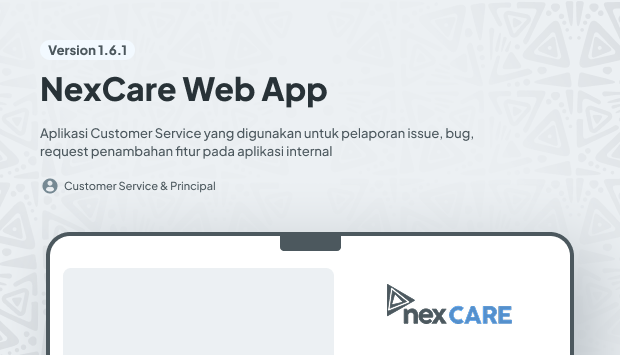 Version 1.6.1
NexCare Web App
Aplikasi Customer Service yang digunakan untuk pelaporan issue, bug,
request penambahan fitur pada aplikasi internal
Customer Service & Principal
nexCARE